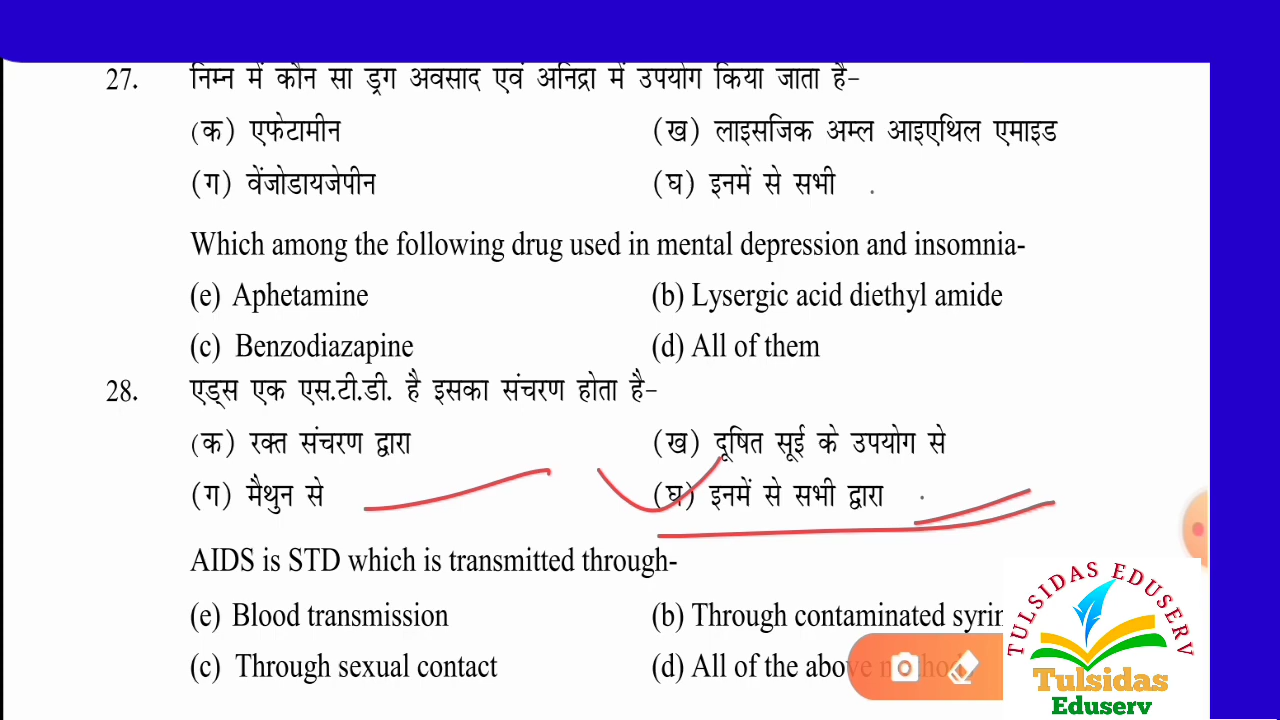 27. निम्न में कौन सा ड्रग अवसाद एवं अनिद्रा में उपयोग किया जाता है–
(क) एफेटामीन (ख) लाइसजिक अम्ल आइएथिल एमाइड
(ग) वेंजोडायजेपीन (घ) इनमें से सभी .
Which among the following drug used in mental depression and insomnia-
(e) Aphetamine (b) Lysergic acid diethyl amide
(c) Benzodiazapine (d) All of them
28. एड्स एक एस.टी.डी. है इसका संचरण होता है–
(क) रक्त संचरण द्वारा (ख) दूषित सूई के उपयोग से
(ग) मैथुन से (घ) इनमें से सभी द्वारा .
AIDS is STD which is transmitted through-
(e) Blood transmission (b) Through contaminated syrin
(c) Through sexual contact (d) All of the above
TULSIDAS EDUSERV
Tulsidas
Eduserv